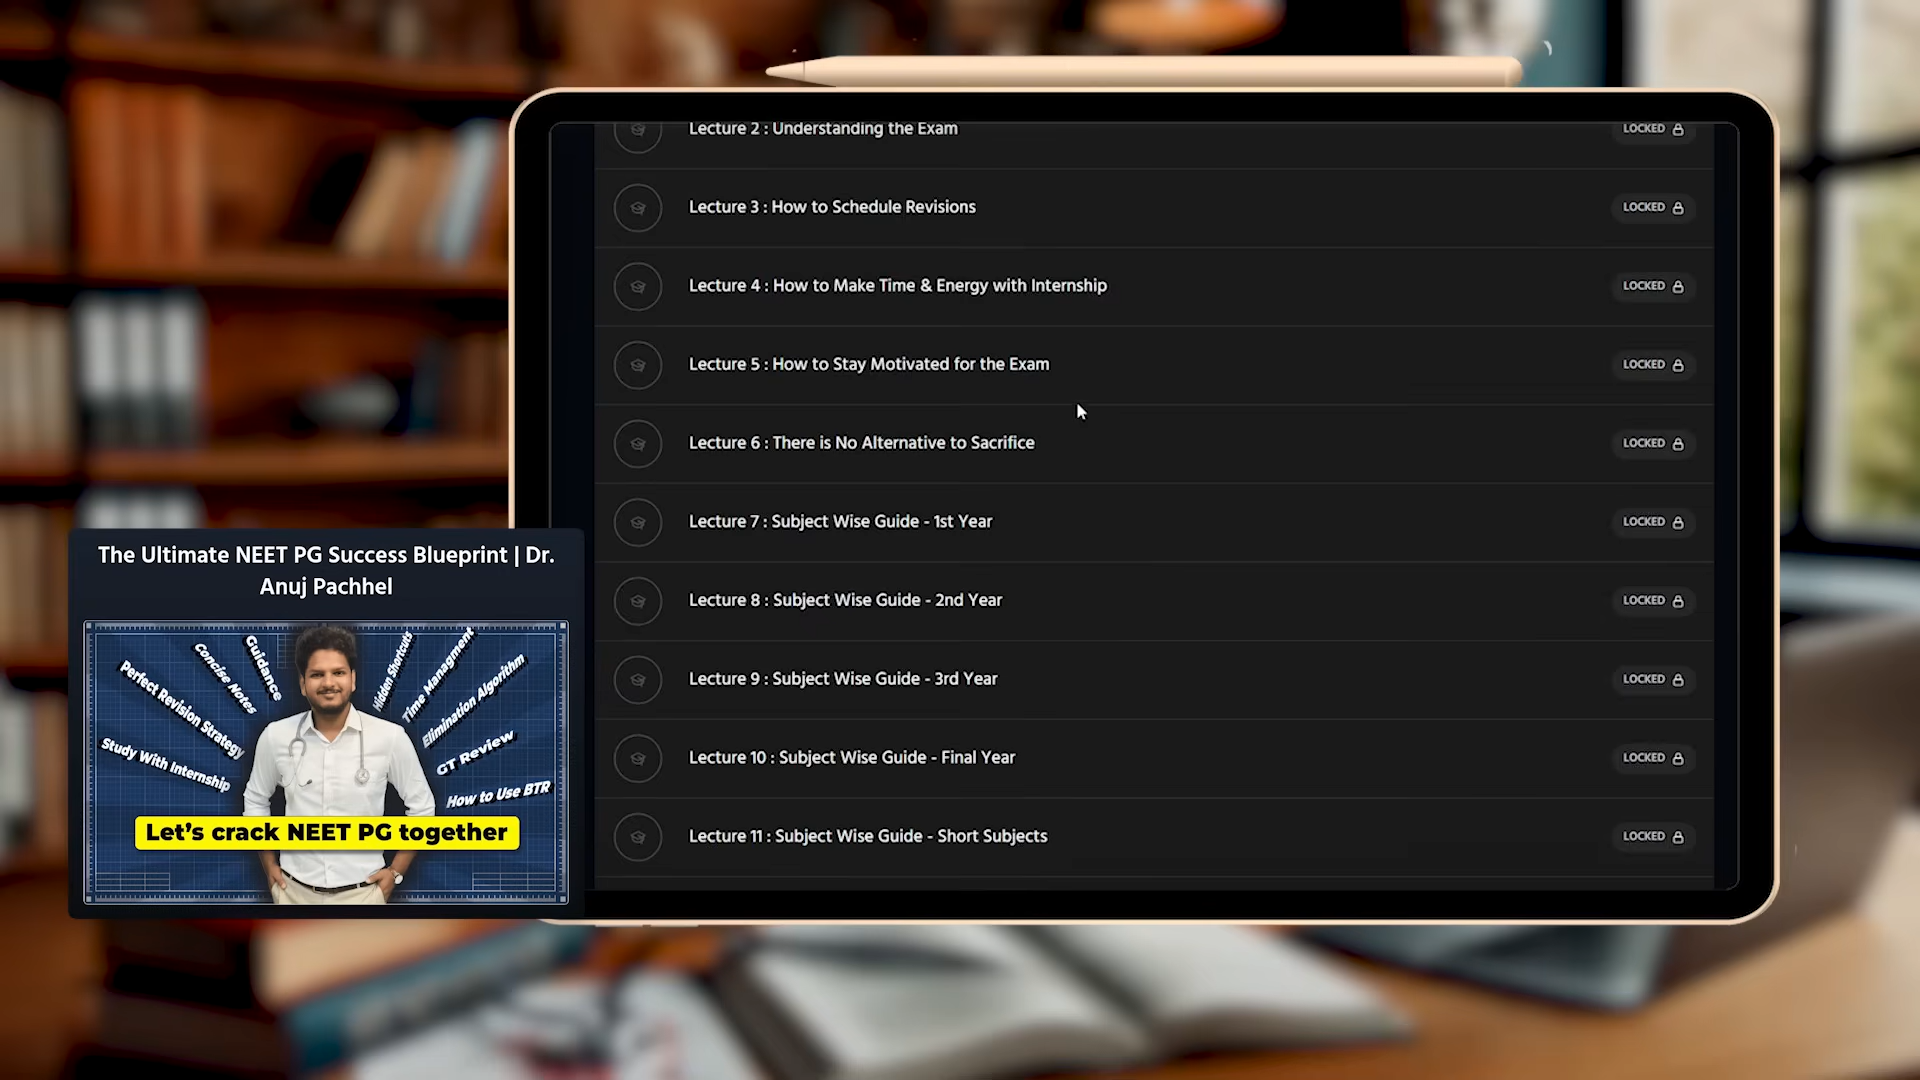 Lecture 2 : Understanding the Exam
LOCKED
Lecture 3 : How to Schedule Revisions
LOCKED
Lecture 4 : How to Make Time & Energy with Internship
LOCKED
Lecture 5 : How to Stay Motivated for the Exam
LOCKED
Lecture 6 : There is No Alternative to Sacrifice
LOCKED
Lecture 7 : Subject Wise Guide - 1st Year
LOCKED
Lecture 8 : Subject Wise Guide - 2nd Year
LOCKED
Lecture 9 : Subject Wise Guide - 3rd Year
LOCKED
Lecture 10 : Subject Wise Guide - Final Year
LOCKED
Lecture 11 : Subject Wise Guide - Short Subjects
LOCKED
The Ultimate NEET PG Success Blueprint | Dr.
Anuj Pachhel
Guidance
Concise Notes
Perfect Revision Strategy
Study With Internship
Hidden Shortcuts
Time Managment
Elimination Algorithm
GT Review
How to Use BTR
Let's crack NEET PG together